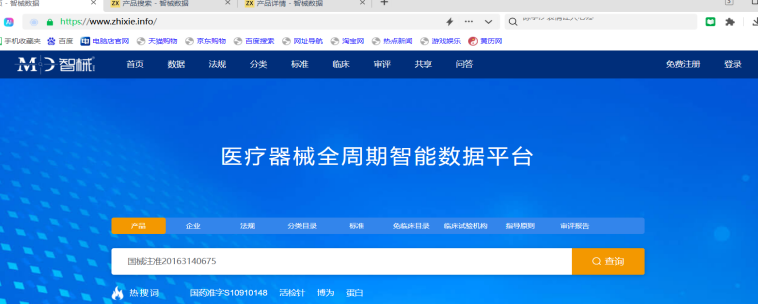 智械数据
ZX 产品搜索 - 智械数据
ZX 产品详情 - 智械数据
https://www.zhixie.info/
手机收藏夹 百度 电脑店官网 天猫购物 京东购物 百度搜索 网址导航 淘宝网 热点新闻 游戏娱乐 黄历网
智械 首页 数据 法规 分类 标准 临床 审评 共享 问答 免费注册 登录
医疗器械全周期智能数据平台
产品 企业 法规 分类目录 标准 免临床目录 临床试验机构 指导原则 审评报告
国械注准20163140675 查询
热搜词 国药准字S10910148 活检针 博为 蛋白